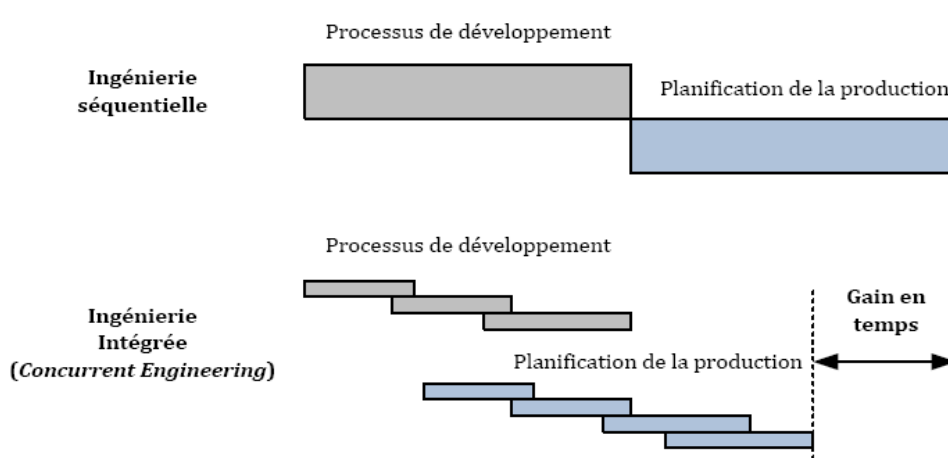 Processus de développement
Ingénierie
séquentielle
Planification de la production
Processus de développement
Ingénierie
Intégrée
(Concurrent Engineering)
Gain en
temps
Planification de la production